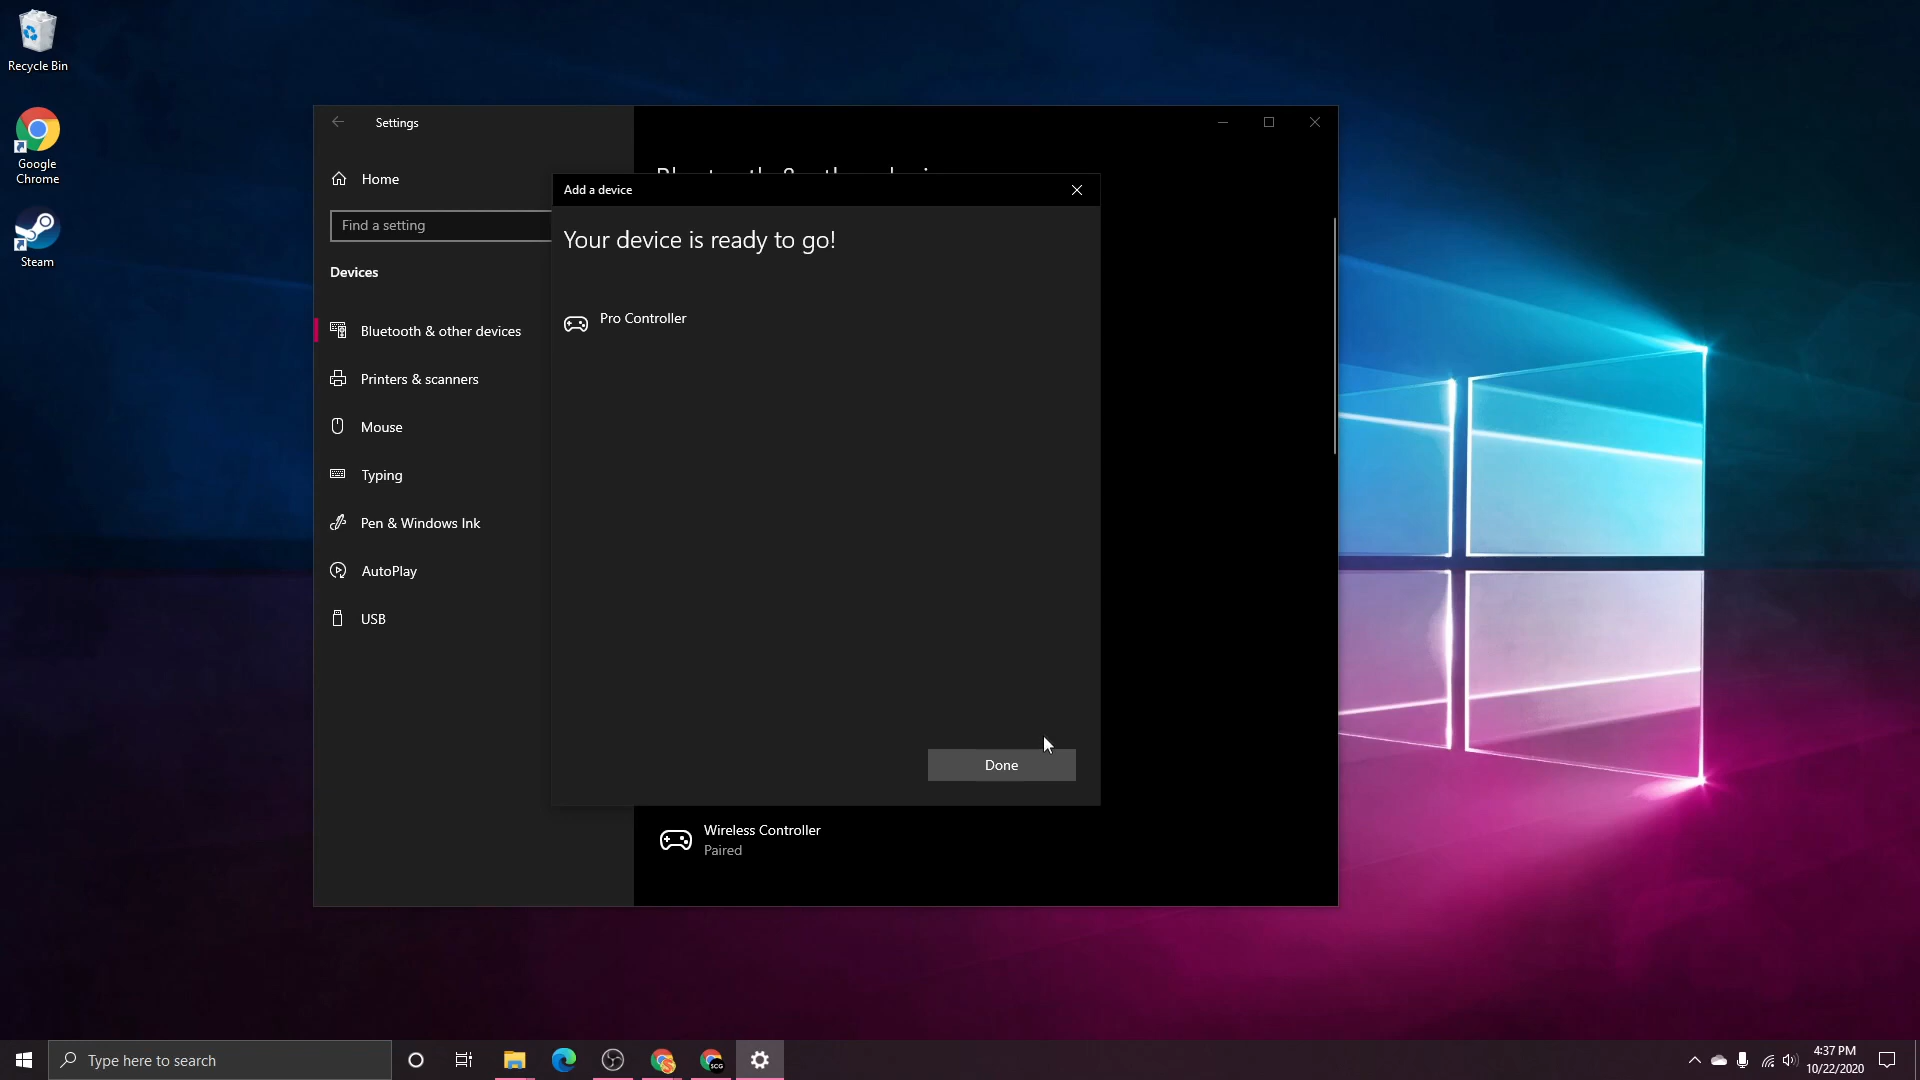 Recycle Bin
Google
Chrome
Steam
Settings
Home
Find a setting
Devices
Bluetooth & other devices
Printers & scanners
Mouse
Typing
Pen & Windows Ink
AutoPlay
USB
Add a device
Your device is ready to go!
Pro Controller
Done
Wireless Controller
Paired
Type here to search
SCG
4:37 PM
10/22/2020